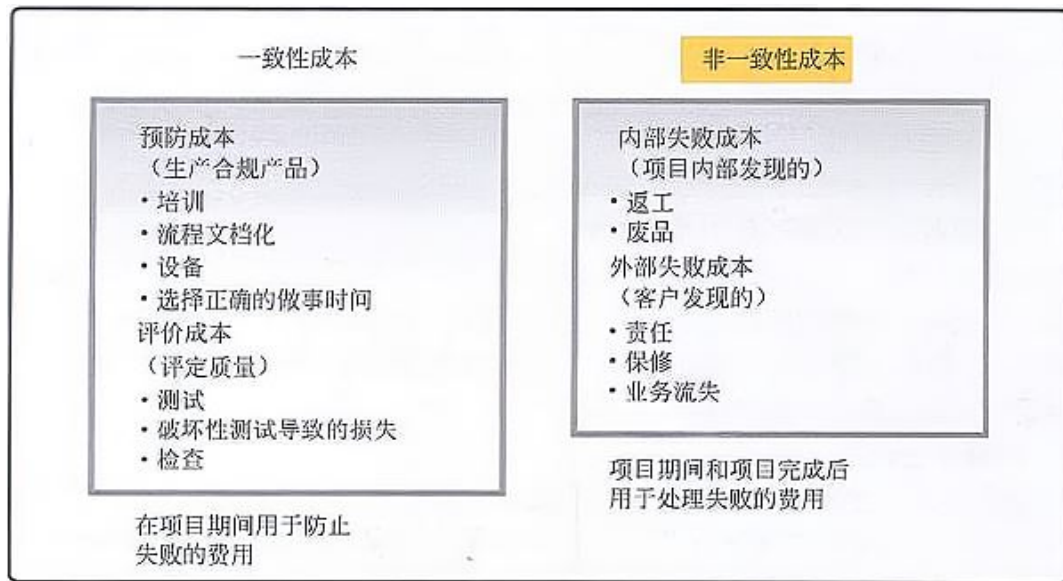 一致性成本
预防成本
（生产合规产品）
·培训
·流程文档化
·设备
·选择正确的做事时间
评价成本
（评定质量）
·测试
·破坏性测试导致的损失
·检查
在项目期间用于防止
失败的费用
非一致性成本
内部失败成本
（项目内部发现的）
·返工
·废品
外部失败成本
（客户发现的）
·责任
·保修
·业务流失
项目期间和项目完成后
用于处理失败的费用